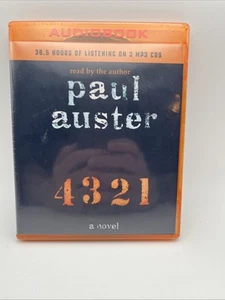 AUDIOBOOK
36.5 HOURS OF LISTENING ON 3 MP3 CDS
read by the author
paul
auster
4321
a novel